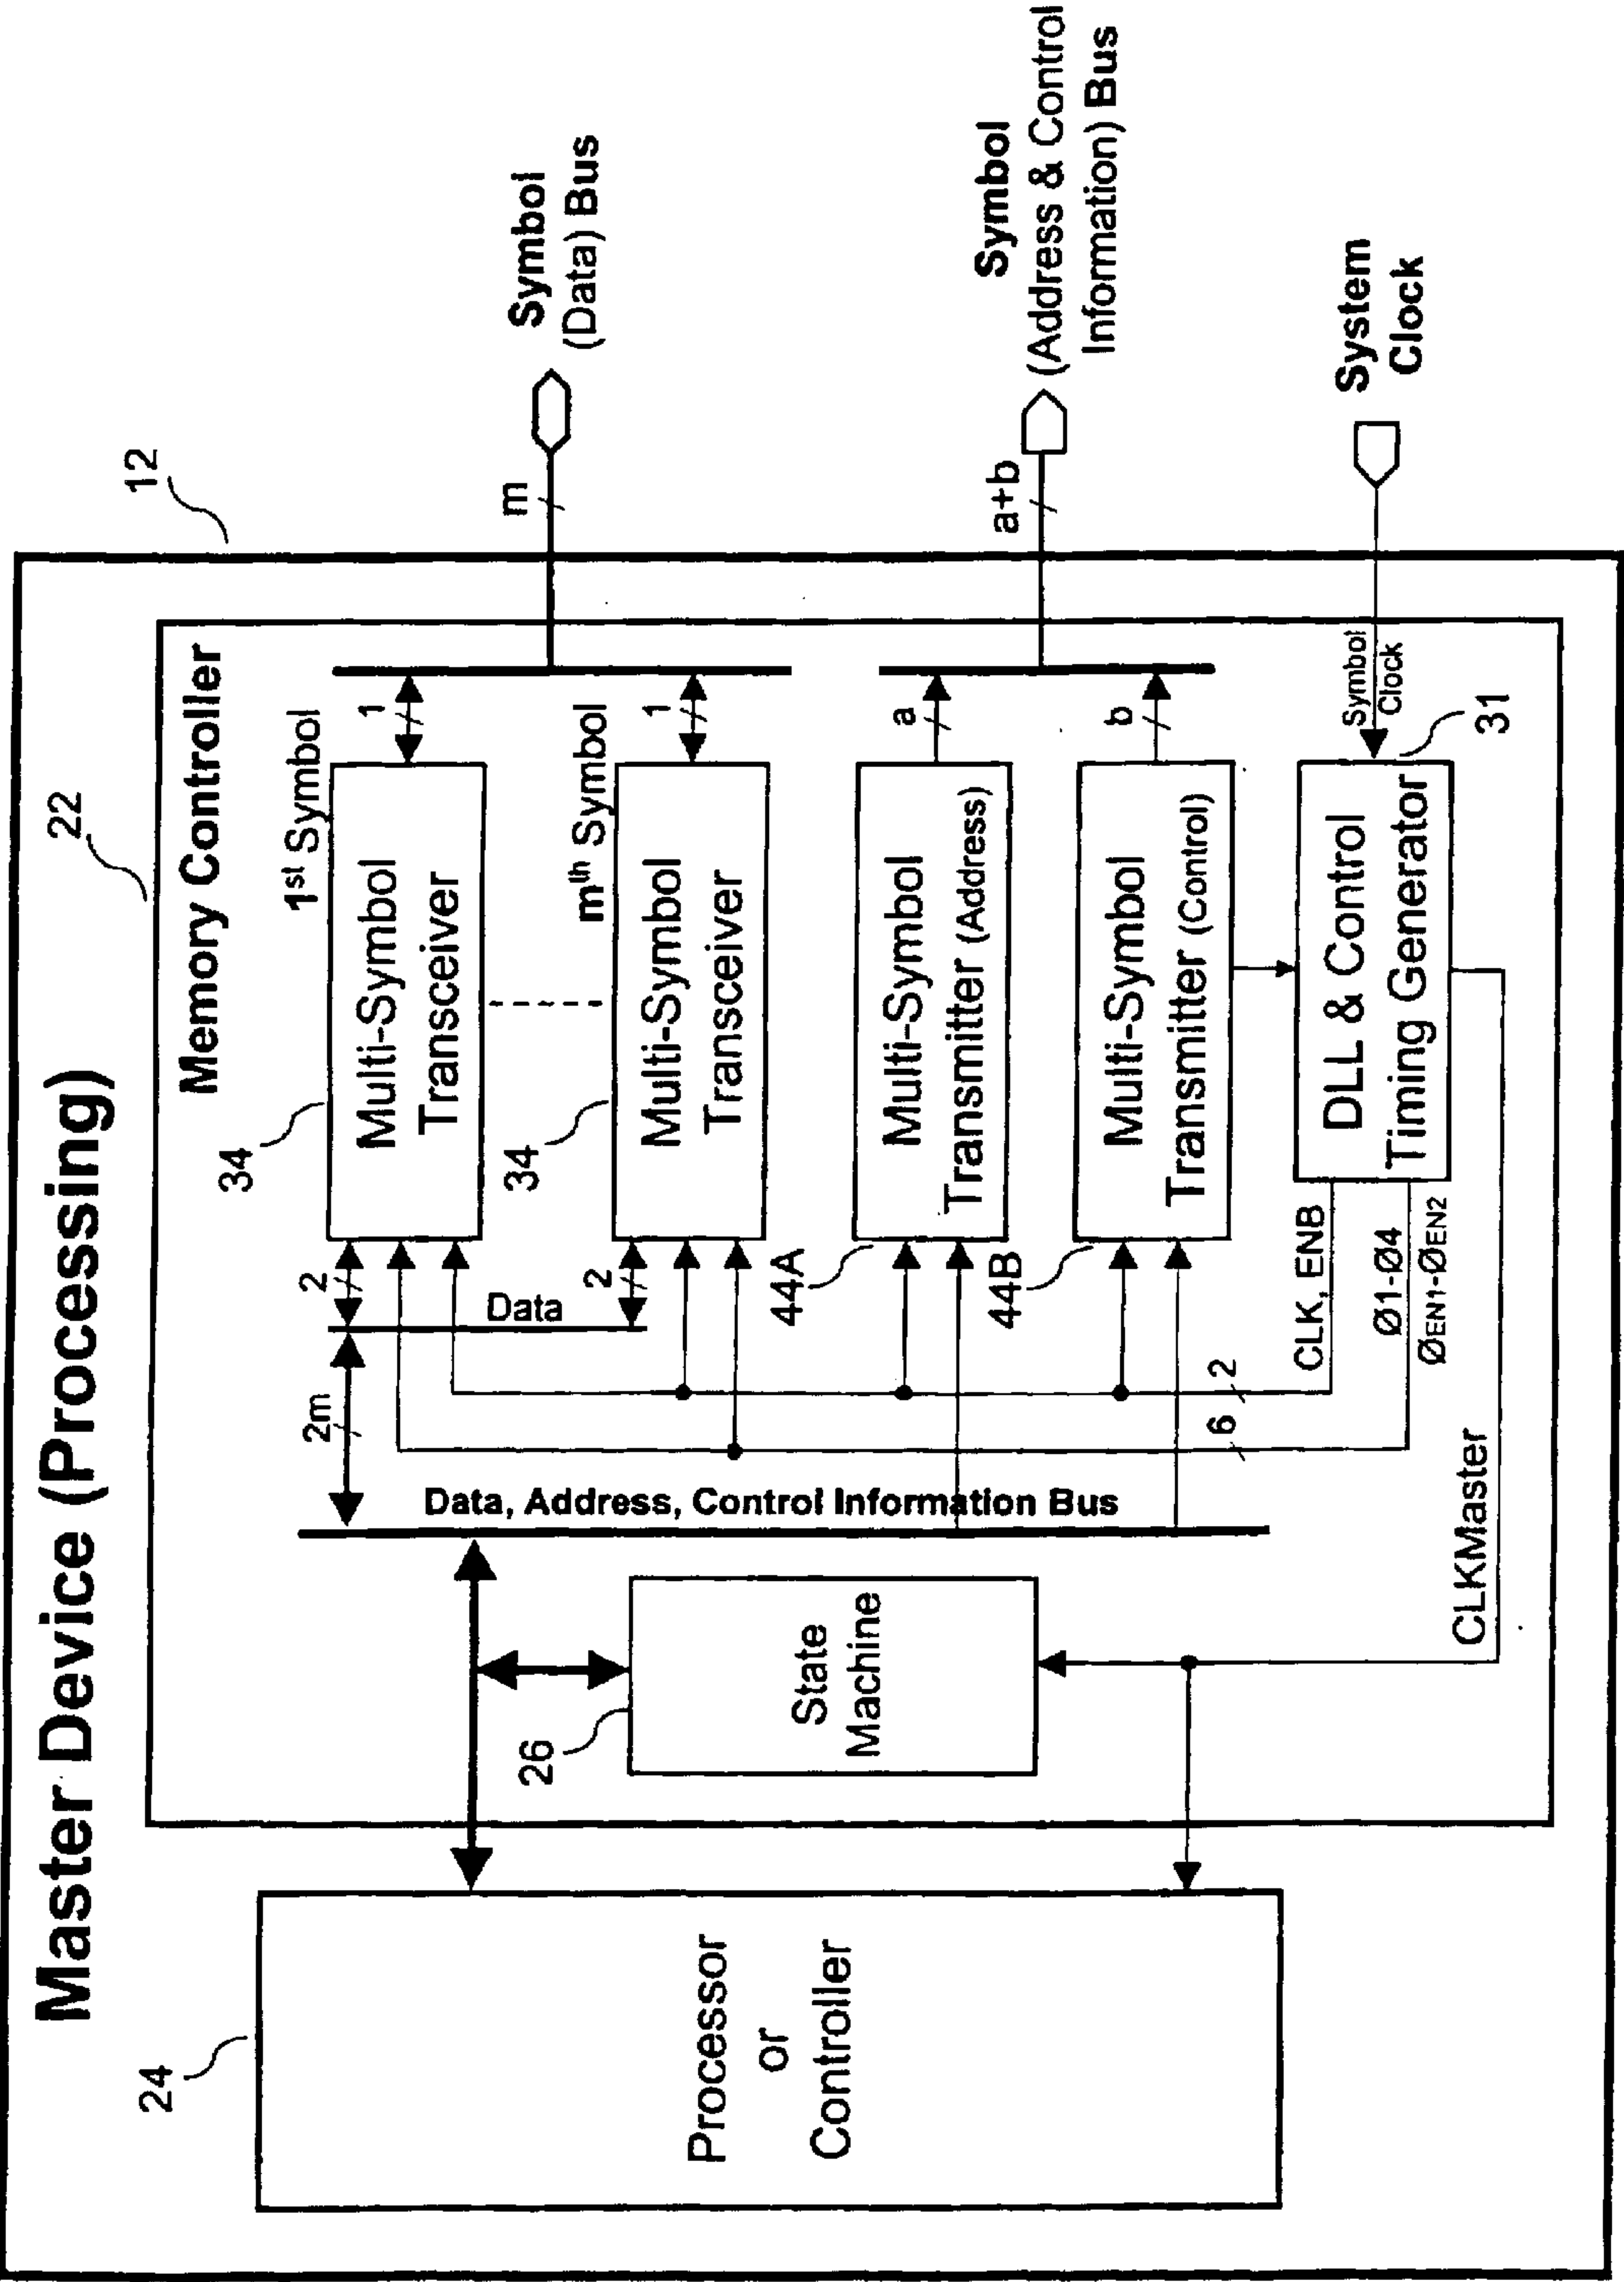 Master Device (Processing)
12
22
24
Memory Controller
Processor
or
Controller
26
State
Machine
Data, Address, Control Information Bus
CLKMaster
2m
6
2
Data
2
2
34
1st Symbol
Multi-Symbol
Transceiver
1
34
mth Symbol
Multi-Symbol
Transceiver
1
44A
Multi-Symbol
Transmitter (Address)
a
44B
Multi-Symbol
Transmitter (Control)
b
CLK, ENB
Ø1-Ø4
ØEN1-ØEN2
DLL & Control
Timing Generator
31
Symbol
Clock
m
Symbol
(Data) Bus
a+b
Symbol
(Address & Control
Information) Bus
System
Clock